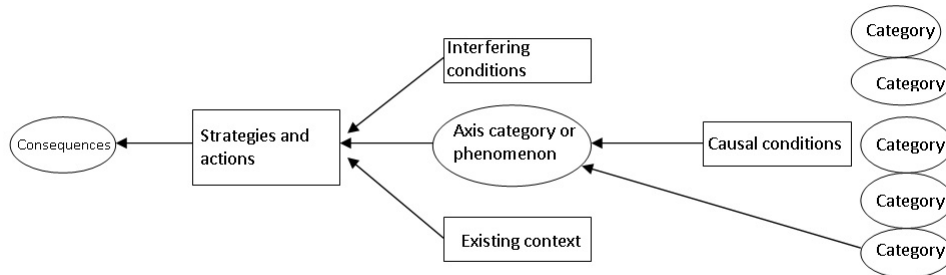 Category
Interfering
conditions
Category
Consequences
Strategies and
actions
Axis category or
phenomenon
Causal conditions
Category
Category
Existing context
Category